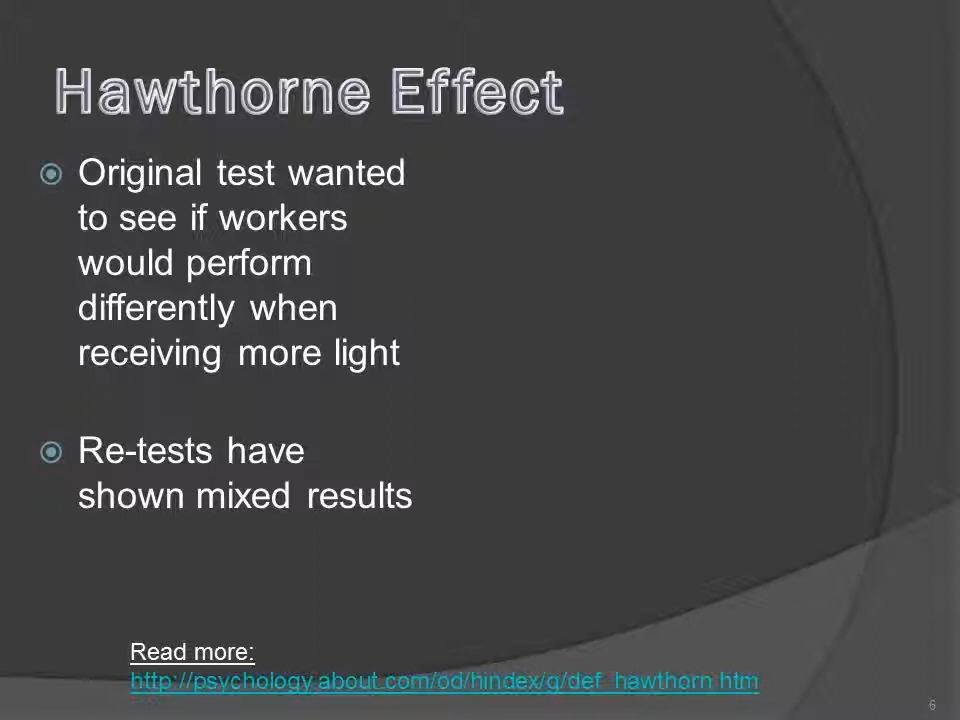 Hawthorne Effect
Original test wanted
to see if workers
would perform
differently when
receiving more light
Re-tests have
shown mixed results
Read more:
http://psychology.about.com/od/hindex/g/def_hawthorn.htm
6